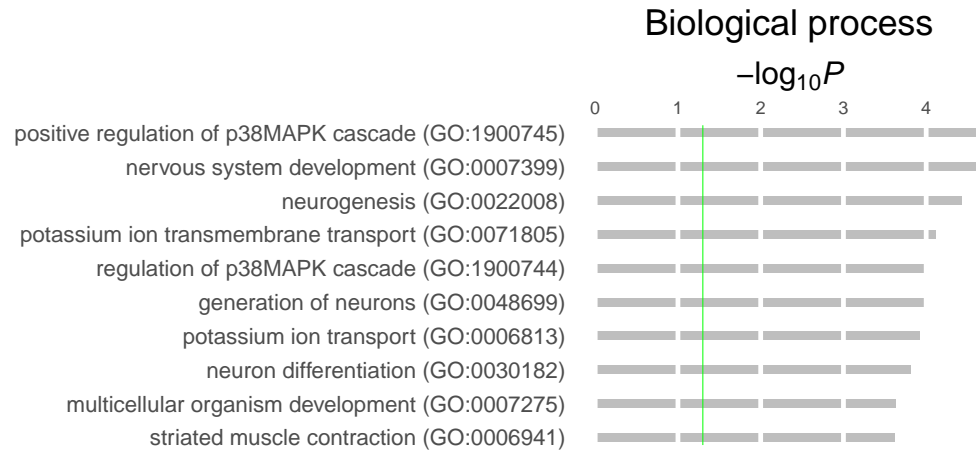 Biological process
−log10P
0 1 2 3 4
positive regulation of p38MAPK cascade (GO:1900745)
nervous system development (GO:0007399)
neurogenesis (GO:0022008)
potassium ion transmembrane transport (GO:0071805)
regulation of p38MAPK cascade (GO:1900744)
generation of neurons (GO:0048699)
potassium ion transport (GO:0006813)
neuron differentiation (GO:0030182)
multicellular organism development (GO:0007275)
striated muscle contraction (GO:0006941)